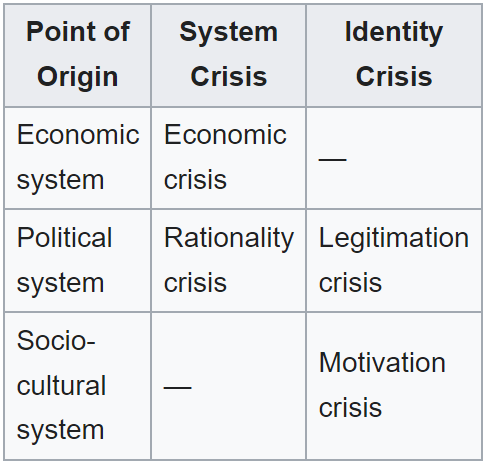 Point of Origin
System Crisis
Identity Crisis
Economic system
Economic crisis
—
Political system
Rationality crisis
Legitimation crisis
Socio-cultural system
—
Motivation crisis